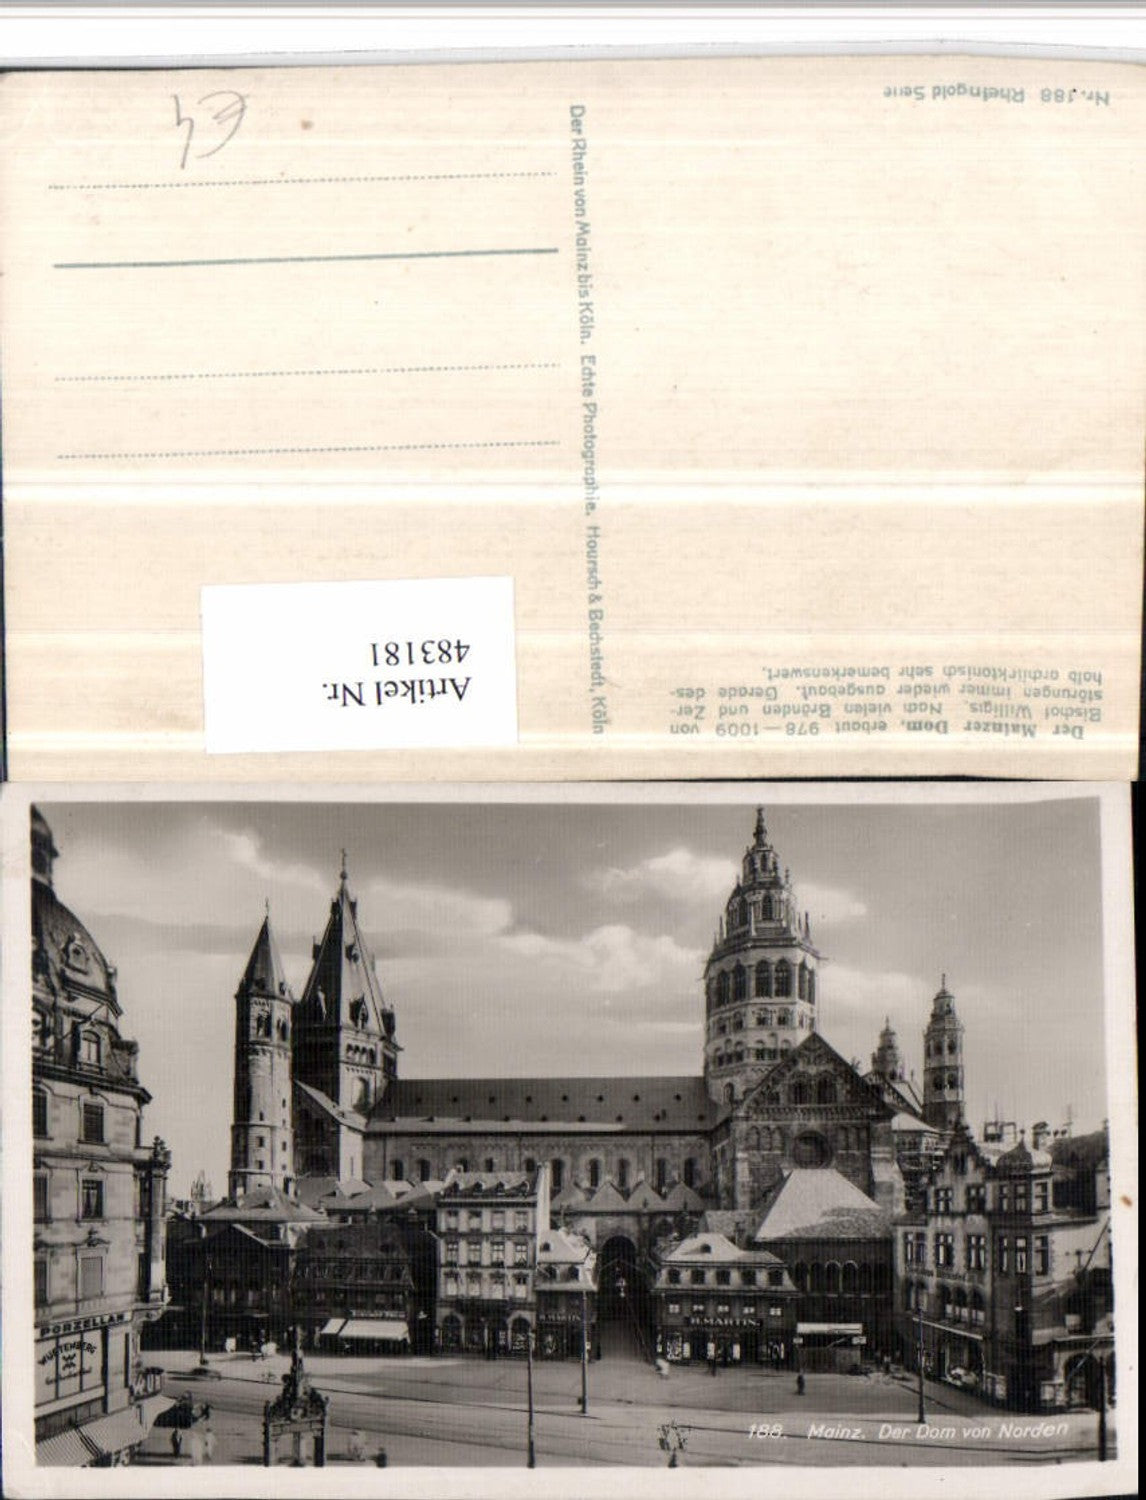 Nr. 188 Rheingold Serie
€4
Der Rhein von Mainz bis Köln. Echte Photographie. Hoursch & Bechstedt, Köln
Der Mainzer Dom, erbaut 978—1009 von
Bischof Willigis. Nach vielen Bränden und Zer-
störungen immer wieder ausgebaut. Gerade des-
halb architektonisch sehr bemerkenswert.
Artikel Nr.
483181
PORZELLAN
WÜRTTEMBERG
H. MARTIN
188. Mainz. Der Dom von Norden